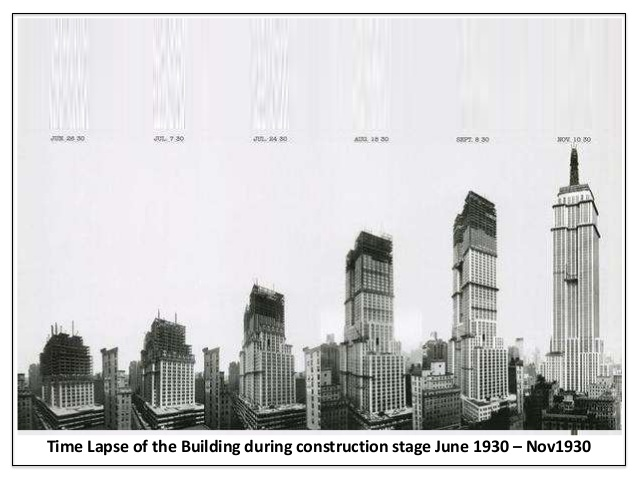 JUN. 26 30
JUL. 7 30
JUL. 24 30
AUG. 15 30
SEPT. 8 30
NOV. 10 30
Time Lapse of the Building during construction stage June 1930 – Nov1930